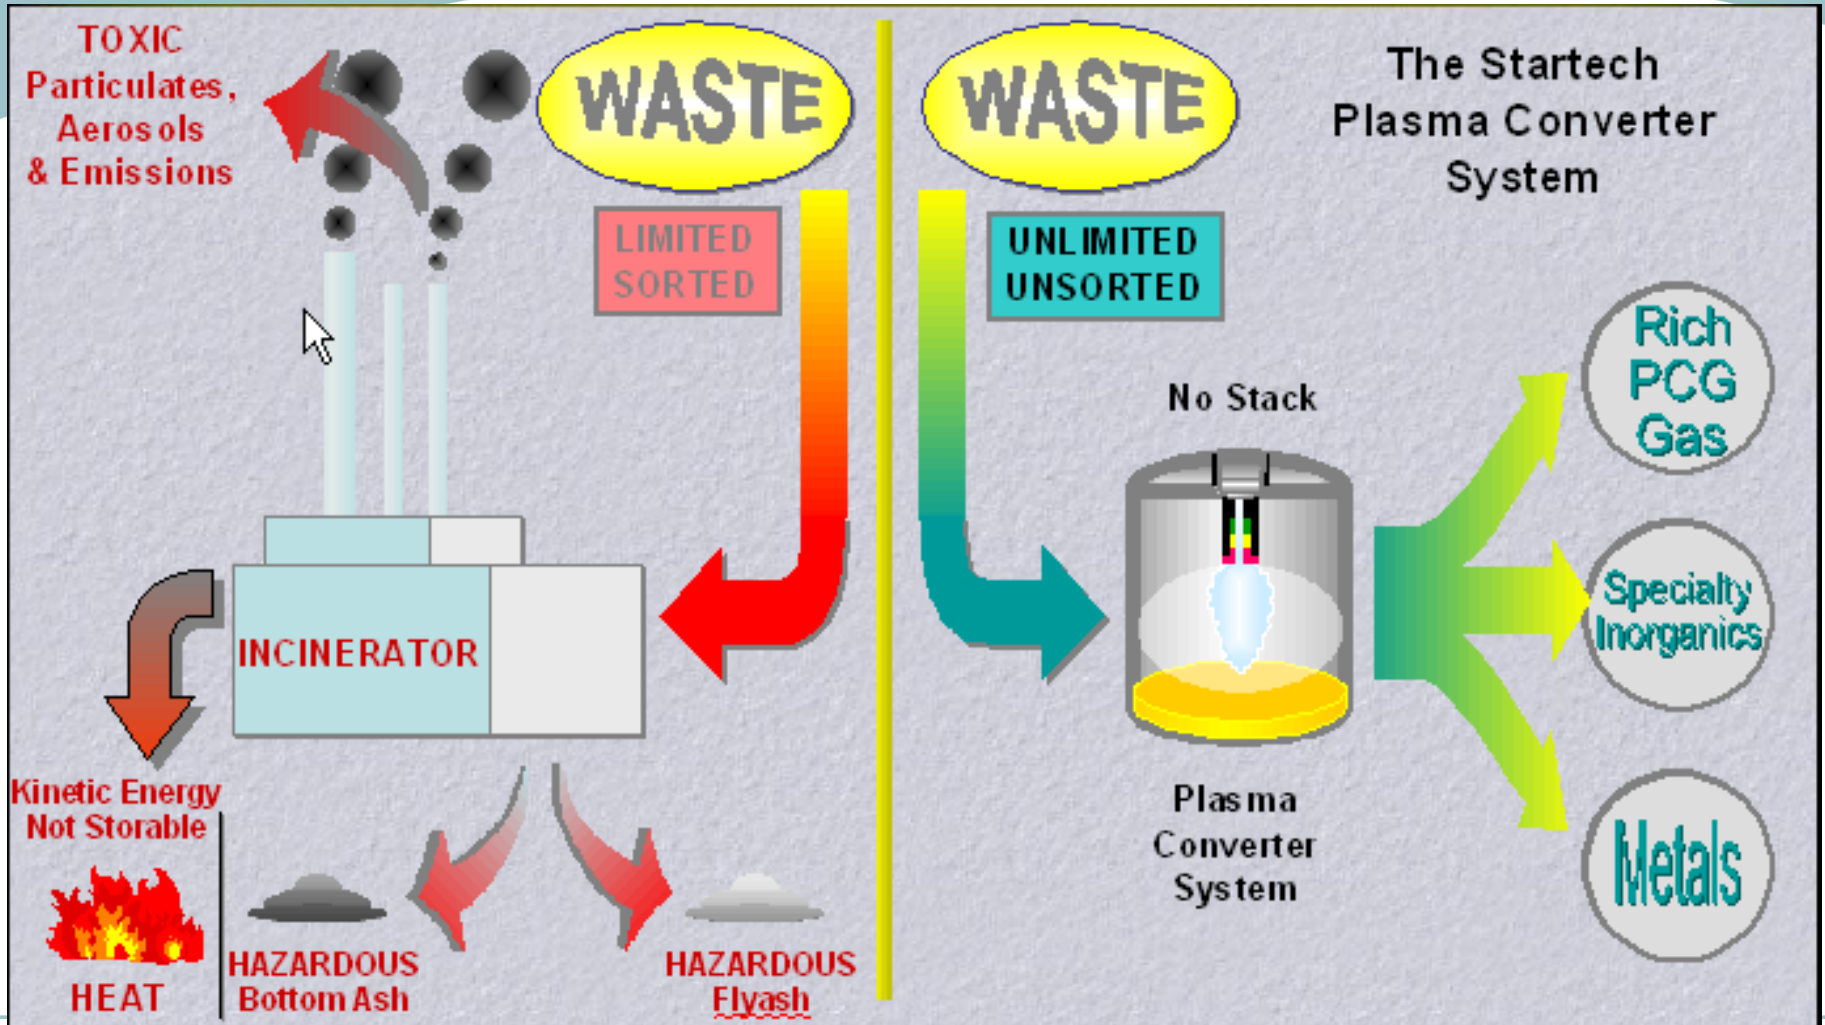 TOXIC
Particulates,
Aerosols
& Emissions
WASTE
LIMITED
SORTED
INCINERATOR
Kinetic Energy
Not Storable
HEAT
HAZARDOUS
Bottom Ash
HAZARDOUS
Flyash
WASTE
UNLIMITED
UNSORTED
The Startech
Plasma Converter
System
No Stack
Plasma
Converter
System
Rich
PCG
Gas
Specialty
Inorganics
Metals